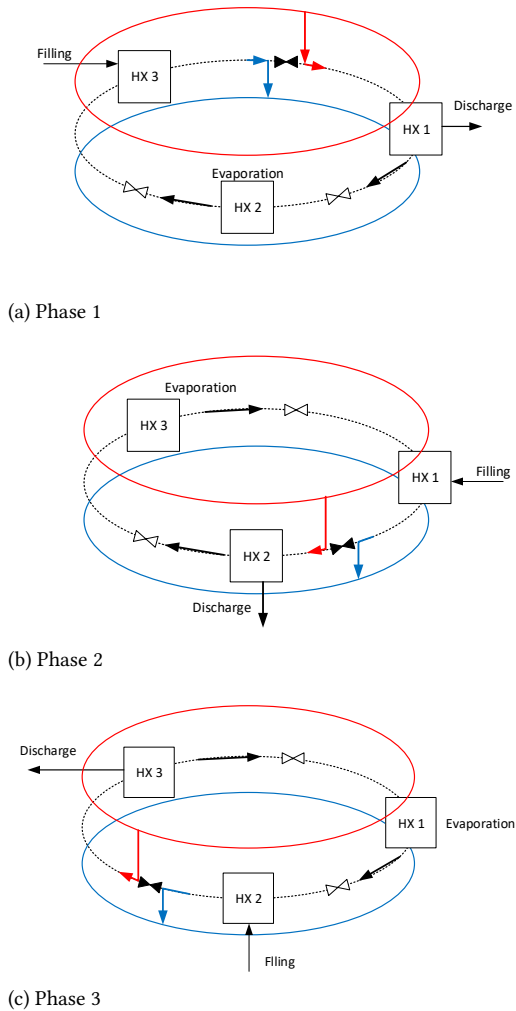 Filling
HX 3
Discharge
HX 1
Evaporation
HX 2
(a) Phase 1
Evaporation
HX 3
Filling
HX 1
HX 2
Discharge
(b) Phase 2
Discharge
HX 3
HX 1
Evaporation
HX 2
FIling
(c) Phase 3